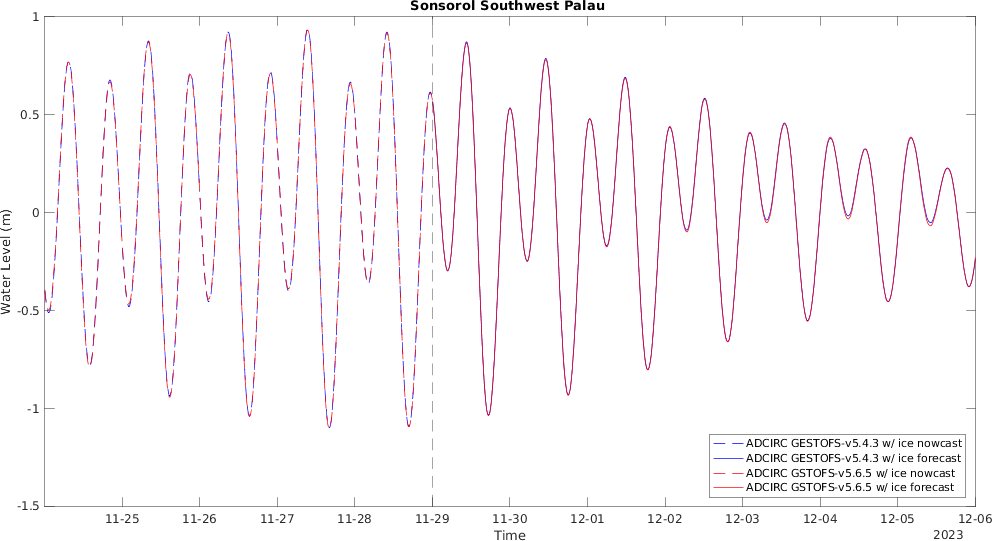 Sonsorol Southwest Palau
1
0.5
0
-0.5
-1
-1.5
Water Level (m)
11-25 11-26 11-27 11-28 11-29 11-30 12-01 12-02 12-03 12-04 12-05 12-06
Time
2023
ADCIRC GESTOFS-v5.4.3 w/ ice nowcast
ADCIRC GESTOFS-v5.4.3 w/ ice forecast
ADCIRC GSTOFS-v5.6.5 w/ ice nowcast
ADCIRC GSTOFS-v5.6.5 w/ ice forecast